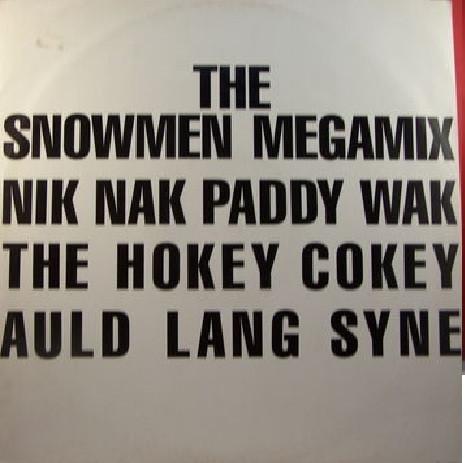 THE
SNOWMEN MEGAMIX
NIK NAK PADDY WAK
THE HOKEY COKEY
AULD LANG SYNE